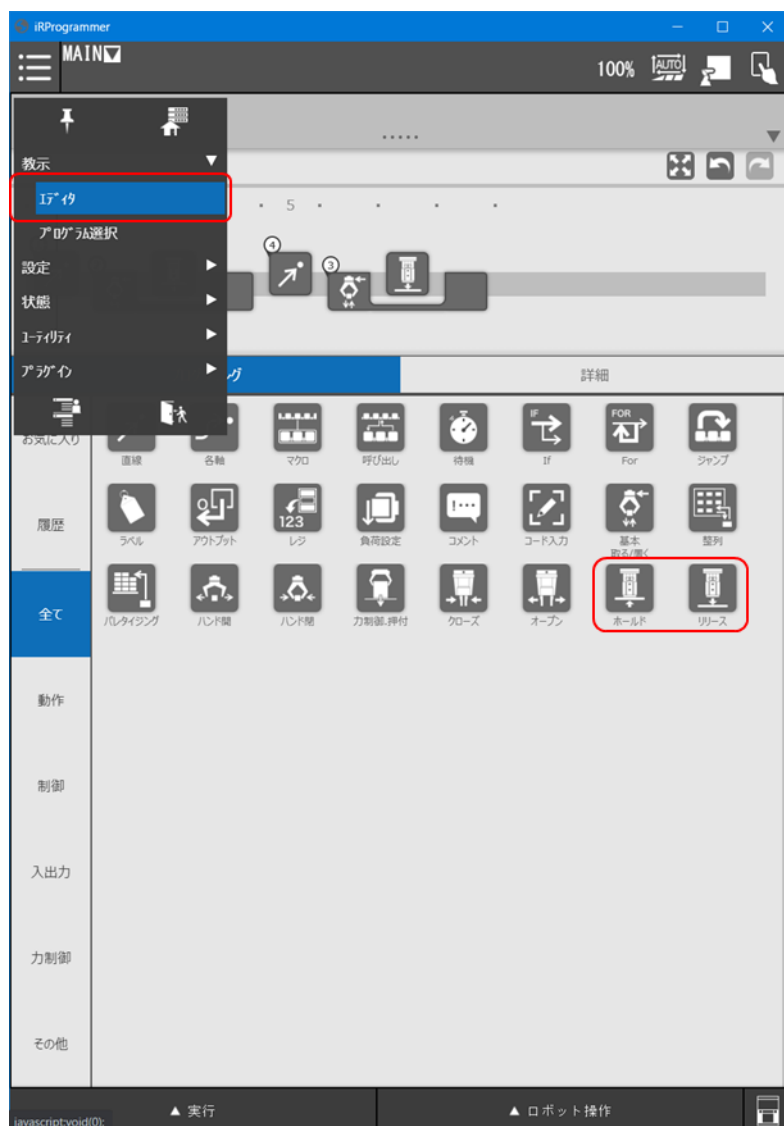 iRProgrammer
MAIN
100%
AUTO
教示
ｴﾃﾞｨﾀ
ﾌﾟﾛｸﾞﾗﾑ選択
設定
状態
ﾕｰﾃｨﾘﾃｨ
ﾌﾟﾗｸﾞｲﾝ
5
4
3
グ
詳細
お気に入り
履歴
全て
動作
制御
入出力
力制御
その他
直線
各軸
マクロ
呼び出し
待機
IF
If
FOR
For
ジャンプ
ラベル
アウトプット
123
レジ
負荷設定
コメント
コード入力
基本
取る/置く
整列
パレタイジング
ハンド開
ハンド閉
力制御_押付
クローズ
オープン
ホールド
リリース
▲ 実行
▲ ロボット操作
javascript:void(0);